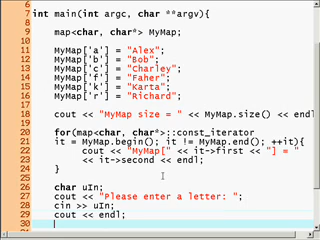 6
7 int main(int argc, char **argv){
8
9 map<char, char*> MyMap;
10
11 MyMap['a'] = "Alex";
12 MyMap['b'] = "Bob";
13 MyMap['c'] = "Charley";
14 MyMap['f'] = "Faher";
15 MyMap['k'] = "Karta";
16 MyMap['r'] = "Richard";
17
18 cout << "MyMap size = " << MyMap.size() << endl
19
20 for(map<char, char*>::const_iterator
21 it = MyMap.begin(); it != MyMap.end(); ++it){
22 cout << "MyMap[" << it->first << "] = "
23 << it->second << endl;
24 }
25
26 char uIn;
27 cout << "Please enter a letter: ";
28 cin >> uIn;
29 cout << endl;
30